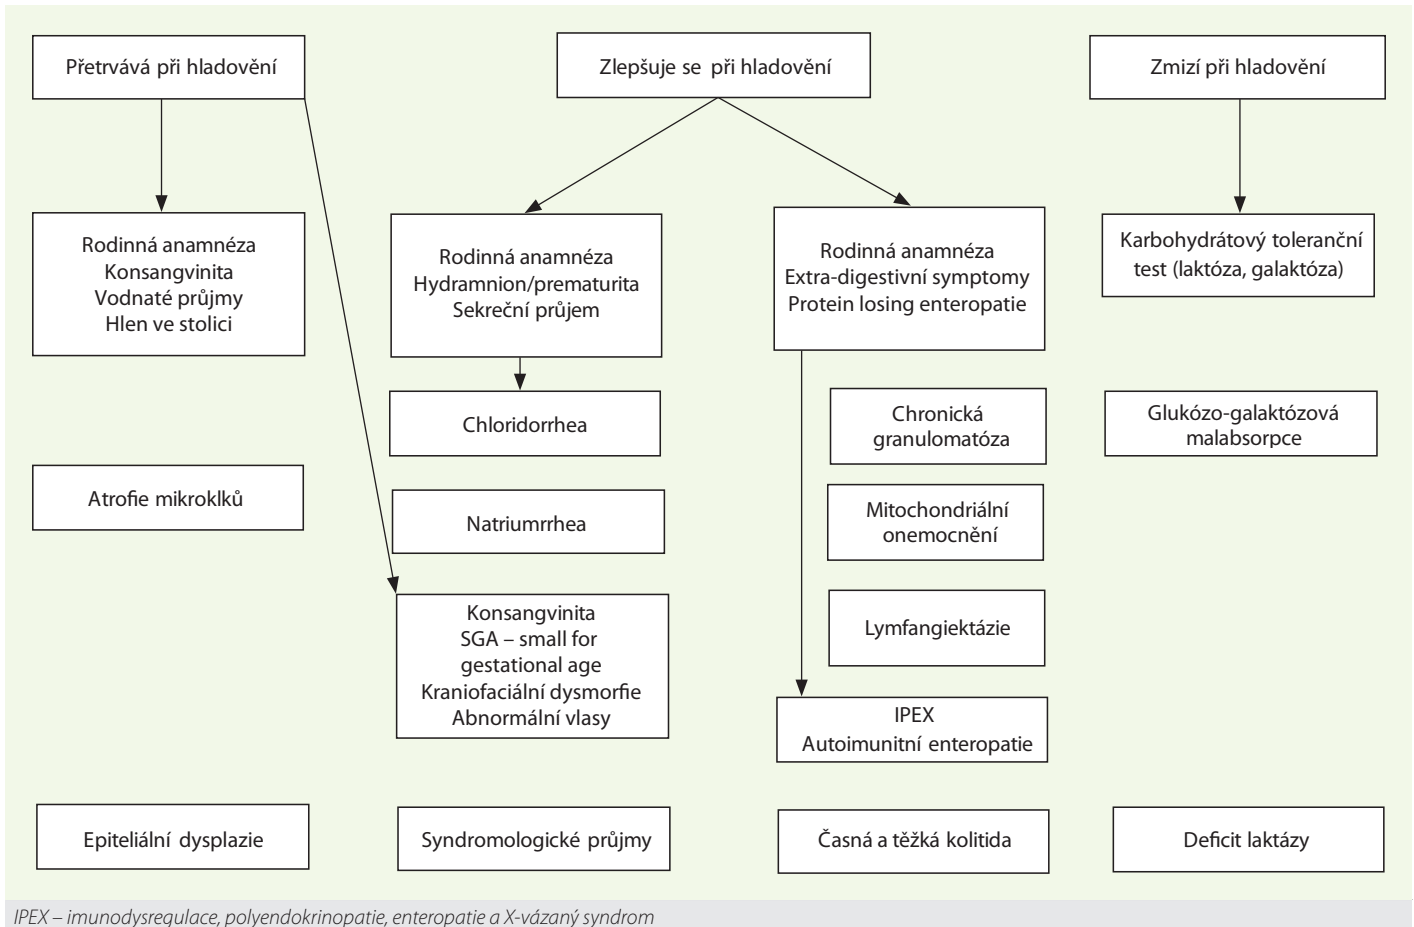 Přetrvává při hladovění
Zlepšuje se při hladovění
Zmizí při hladovění
Rodinná anamnéza
Konsangvinita
Vodnaté průjmy
Hlen ve stolici
Rodinná anamnéza
Hydramnion/prematurita
Sekreční průjem
Rodinná anamnéza
Extra-digestivní symptomy
Protein losing enteropatie
Karbohydrátový toleranční
test (laktóza, galaktóza)
Chloridorrhea
Chronická
granulomatóza
Glukózo-galaktózová
malabsorpce
Atrofie mikroklků
Natriumrrhea
Mitochondriální
onemocnění
Konsangvinita
SGA – small for
gestational age
Kraniofaciální dysmorfie
Abnormální vlasy
Lymfangiektázie
IPEX
Autoimunitní enteropatie
Epiteliální dysplazie
Syndromologické průjmy
Časná a těžká kolitida
Deficit laktázy
IPEX – imunodysregulace, polyendokrinopatie, enteropatie a X-vázaný syndrom